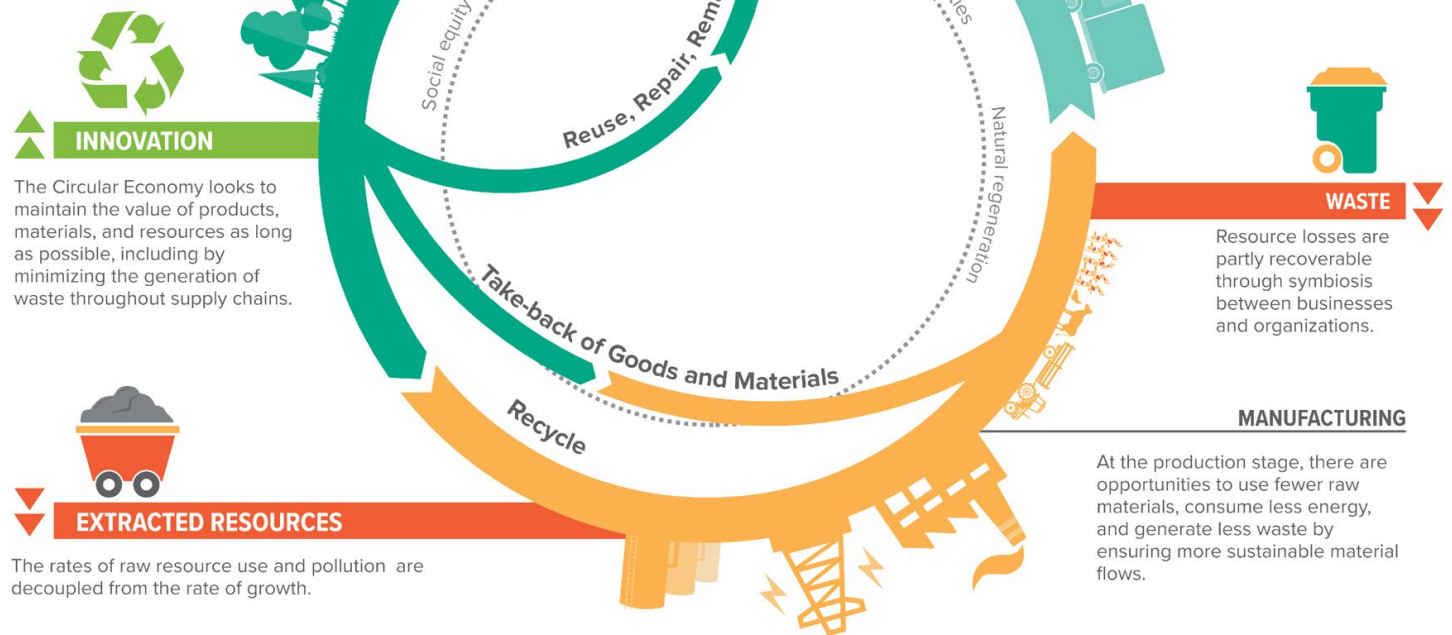 Social equity
Reuse, Repair,
INNOVATION
The Circular Economy looks to
maintain the value of products,
materials, and resources as long
as possible, including by
minimizing the generation of
waste throughout supply chains.
Natural regeneration
WASTE
Resource losses are
partly recoverable
through symbiosis
between businesses
and organizations.
Take-back of Goods and Materials
Recycle
MANUFACTURING
At the production stage, there are
opportunities to use fewer raw
materials, consume less energy,
and generate less waste by
ensuring more sustainable material
flows.
EXTRACTED RESOURCES
The rates of raw resource use and pollution are
decoupled from the rate of growth.